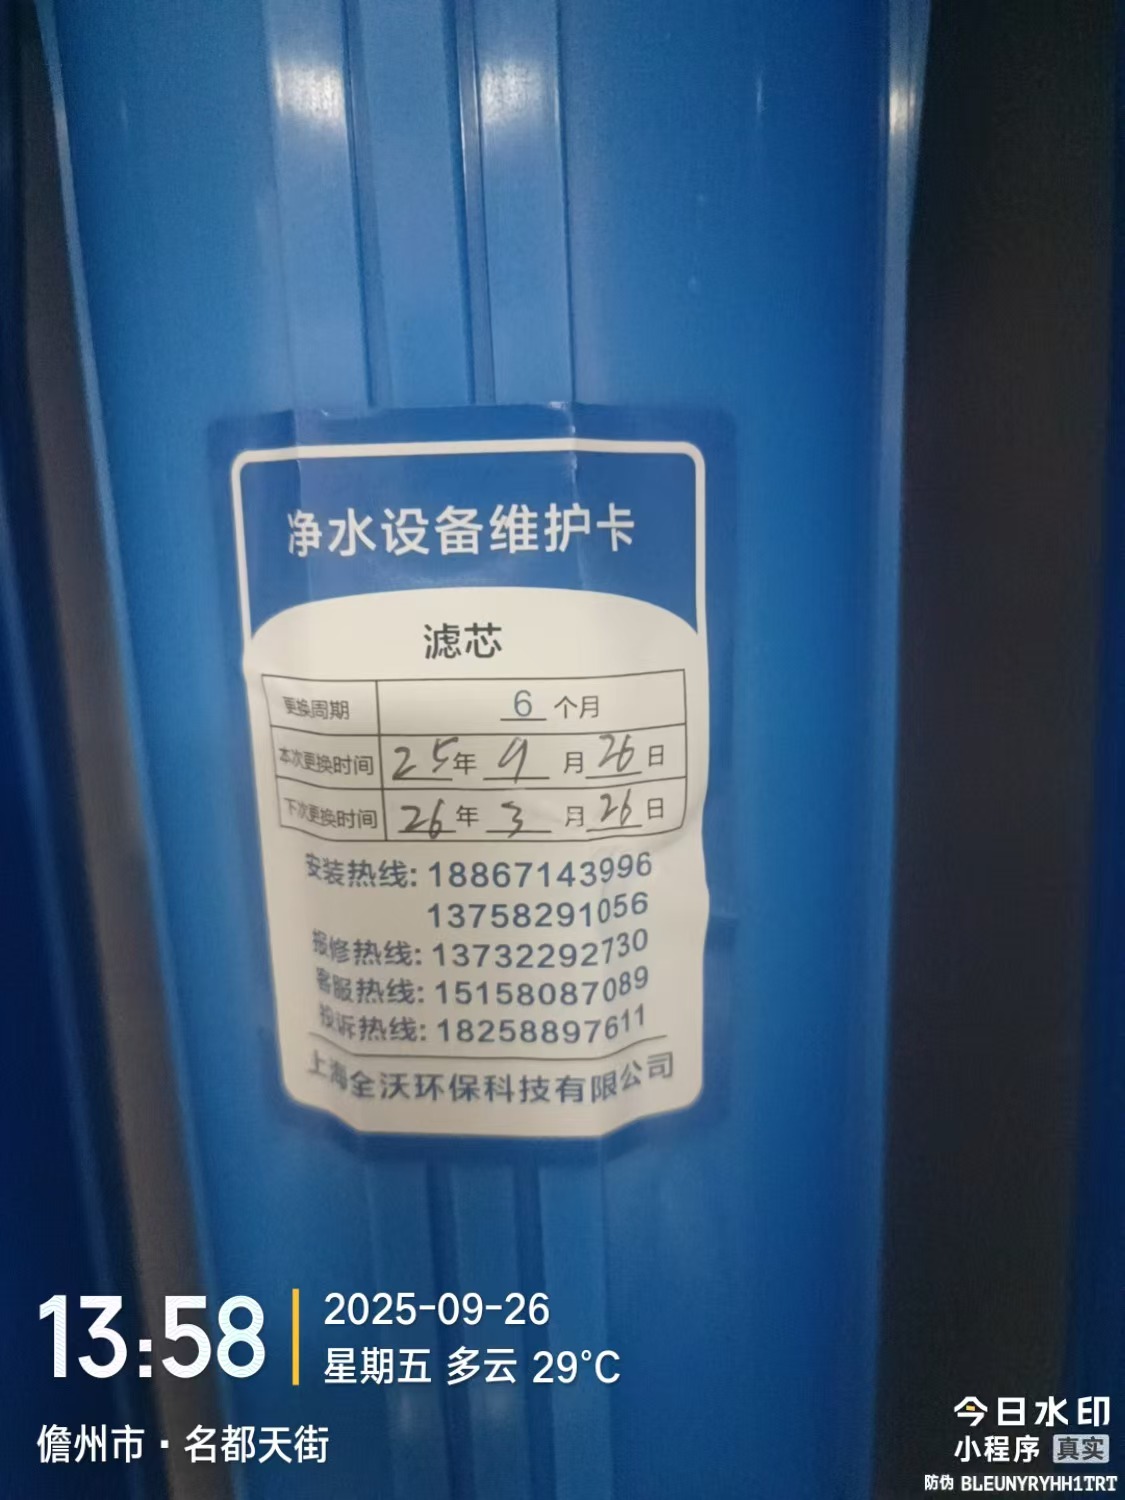 净水设备维护卡
滤芯
更换周期 6 个月
本次更换时间 25年 9 月 26 日
下次更换时间 26年 3 月 26 日
安装热线: 18867143996
13758291056
报修热线: 13732292730
客服热线: 15158087089
投诉热线: 18258897611
上海全沃环保科技有限公司
13:58
2025-09-26
星期五 多云 29°C
儋州市·名都天街
今日水印
小程序 真实
防伪 BLEUNYRYHH1TRT